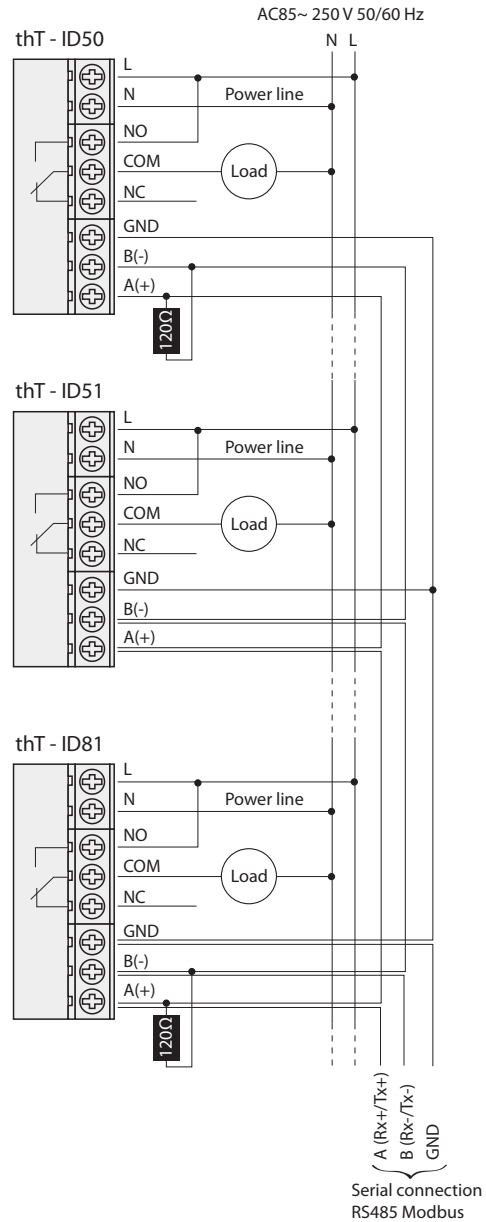 AC85~ 250 V 50/60 Hz
N L
thT - ID50
L
N
Power line
NO
COM
Load
NC
GND
B(-)
A(+)
120Ω
thT - ID51
L
N
Power line
NO
COM
Load
NC
GND
B(-)
A(+)
thT - ID81
L
N
Power line
NO
COM
Load
NC
GND
B(-)
A(+)
120Ω
A (Rx+/Tx+)
B (Rx-/Tx-)
GND
Serial connection
RS485 Modbus